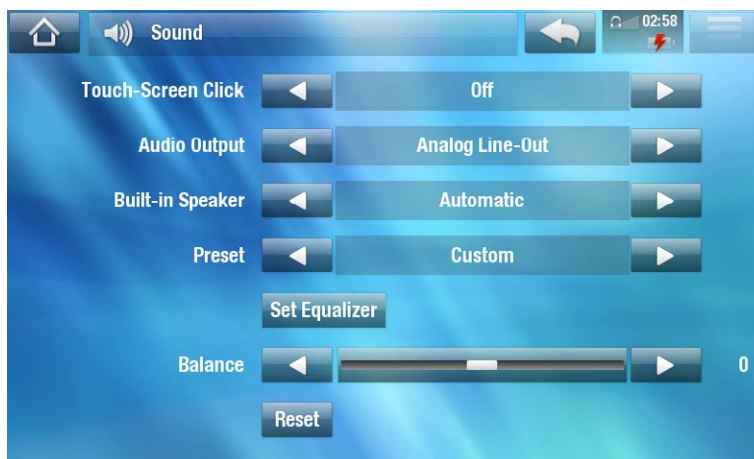 Sound
02:58
Touch-Screen Click Off
Audio Output Analog Line-Out
Built-in Speaker Automatic
Preset Custom
Set Equalizer
Balance 0
Reset